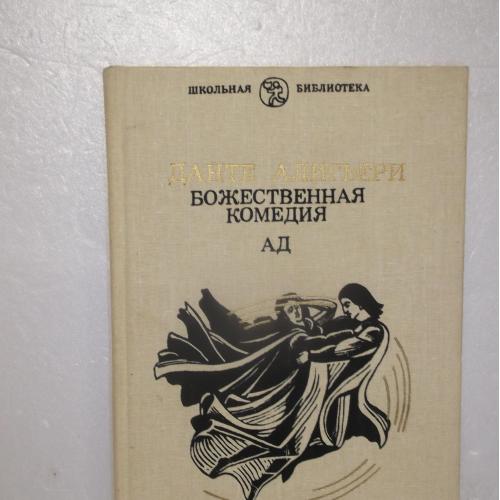 ШКОЛЬНАЯ БИБЛИОТЕКА
ДАНТЕ АЛИГЬЕРИ
БОЖЕСТВЕННАЯ
КОМЕДИЯ
АД